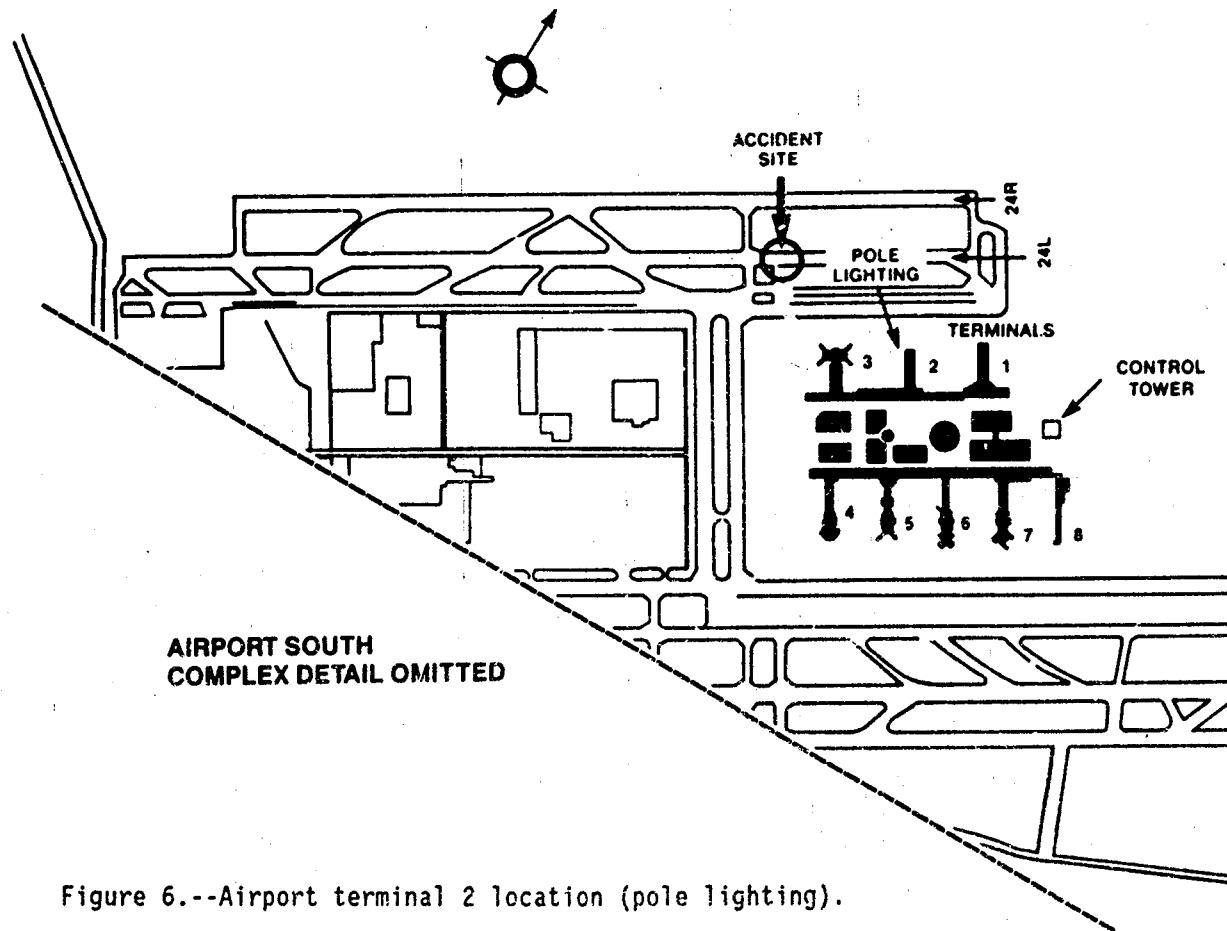 ACCIDENT
SITE
24R
24L
POLE
LIGHTING
TERMINALS
3
2
1
CONTROL
TOWER
4
5
6
7
8
AIRPORT SOUTH
COMPLEX DETAIL OMITTED
Figure 6.--Airport terminal 2 location (pole lighting).